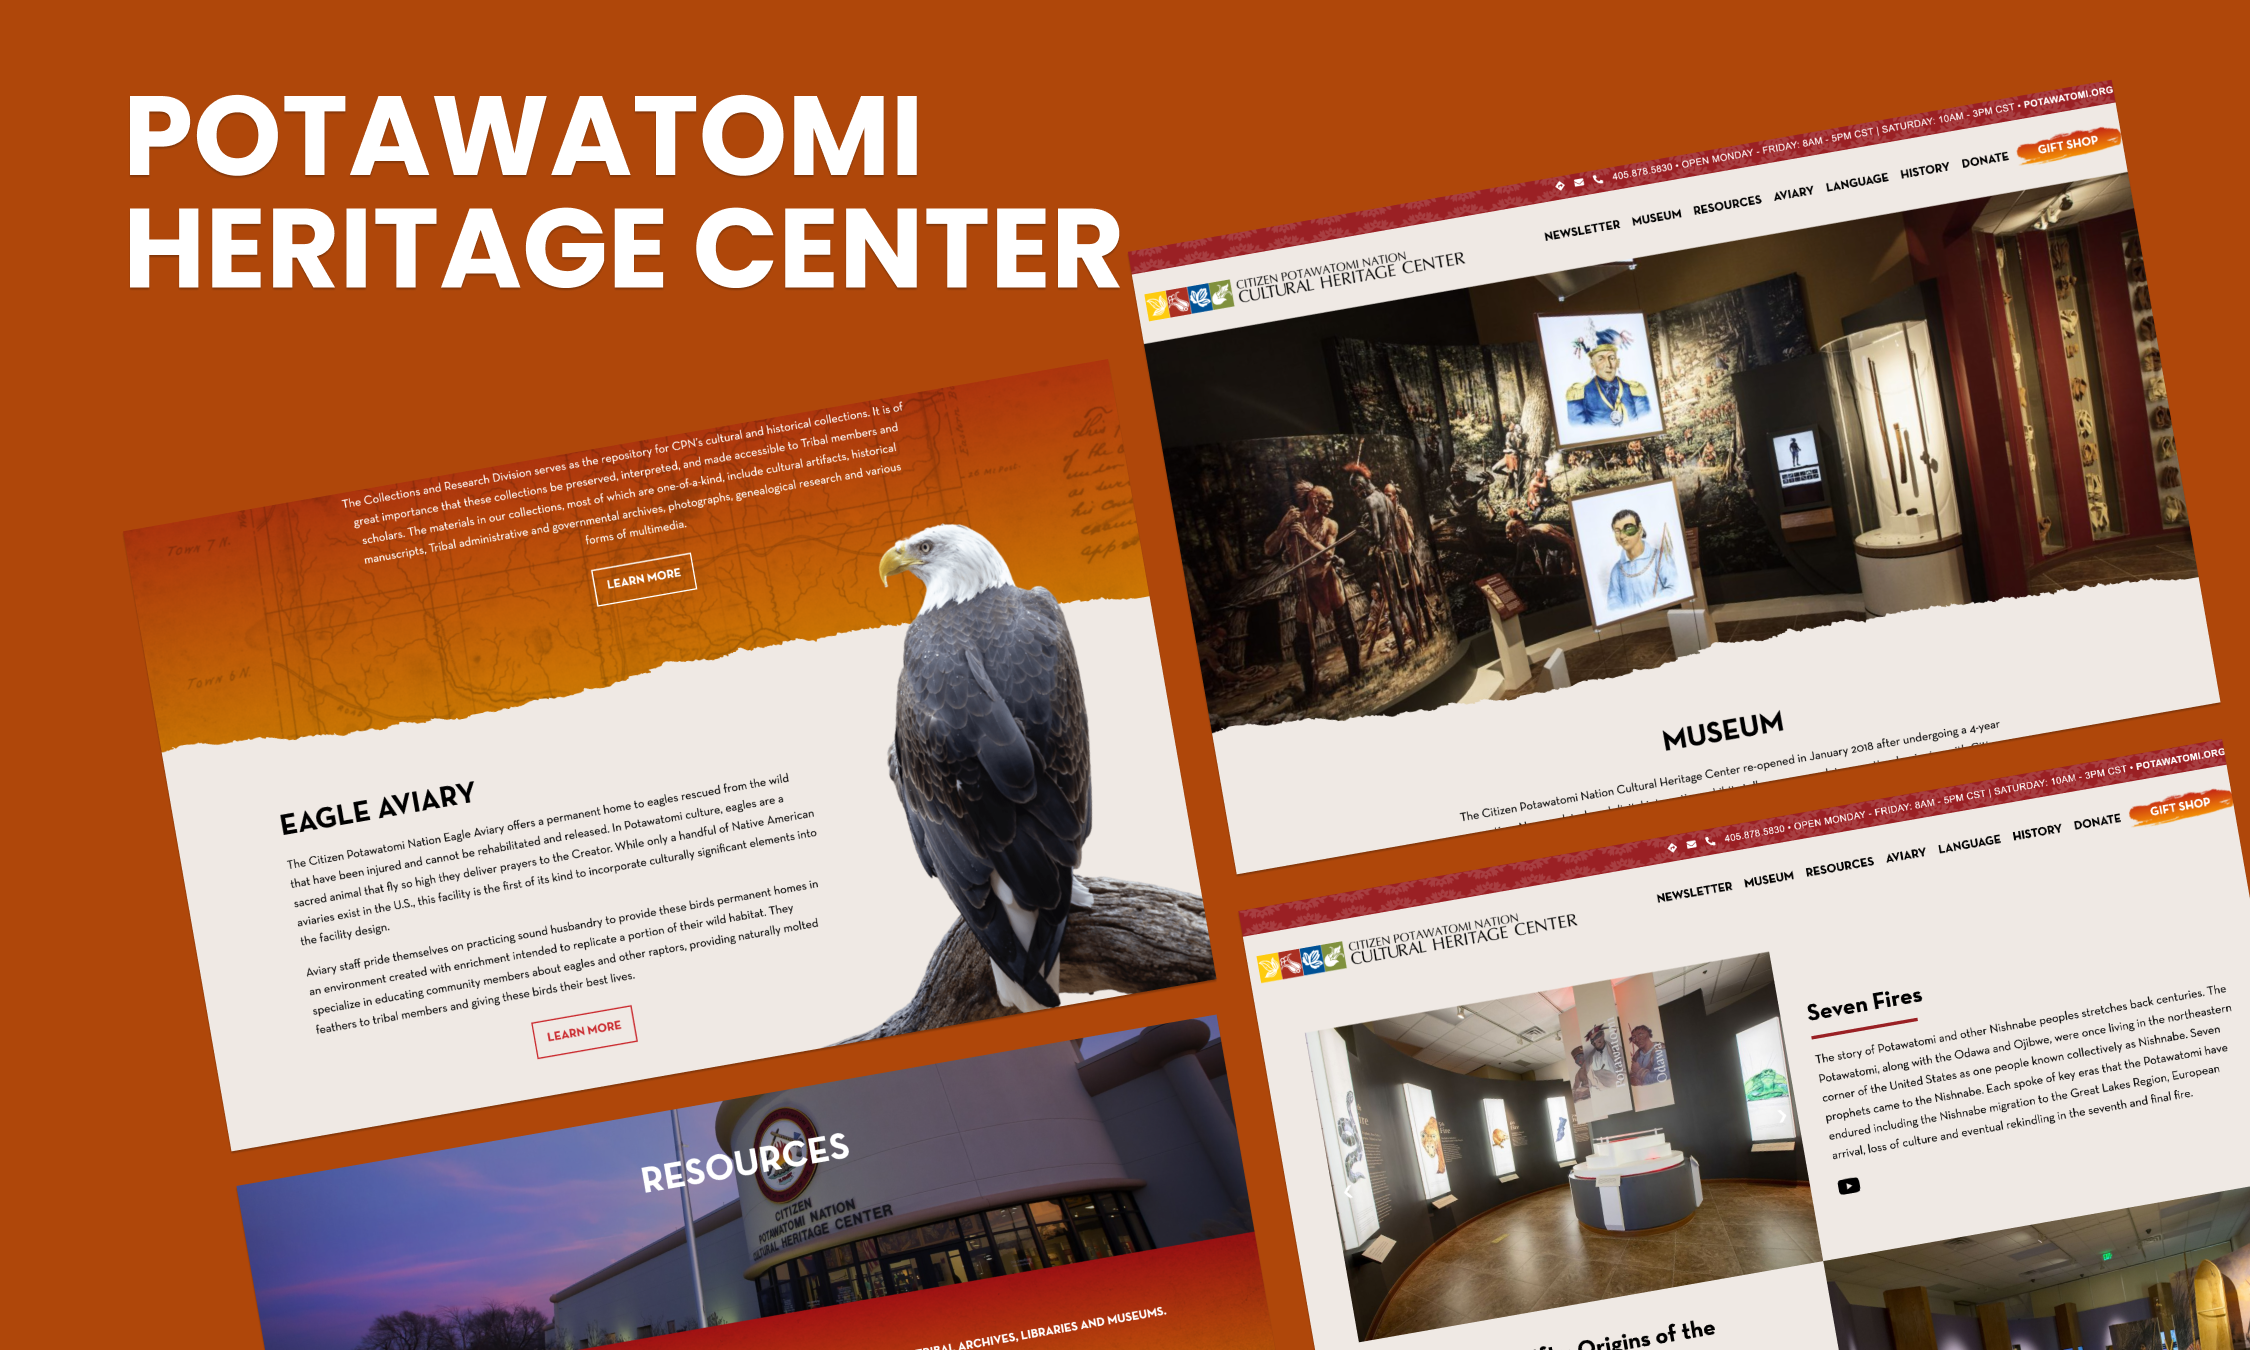 POTAWATOMI
HERITAGE CENTER
The Collections and Research Division serves as the repository for CPN's cultural and historical collections. It is of
great importance that these collections be preserved, interpreted, and made accessible to Tribal members and
scholars. The materials in our collections, most of which are one-of-a-kind, include cultural artifacts, historical
manuscripts, Tribal administrative and governmental archives, photographs, genealogical research and various
forms of multimedia.
LEARN MORE
TOWN 7 N.
TOWN 6 N.
EAGLE AVIARY
The Citizen Potawatomi Nation Eagle Aviary offers a permanent home to eagles rescued from the wild
that have been injured and cannot be rehabilitated and released. In Potawatomi culture, eagles are a
sacred animal that fly so high they deliver prayers to the Creator. While only a handful of Native American
aviaries exist in the U.S., this facility is the first of its kind to incorporate culturally significant elements into
the facility design.
Aviary staff pride themselves on practicing sound husbandry to provide these birds permanent homes in
an environment created with enrichment intended to replicate a portion of their wild habitat. They
specialize in educating community members about eagles and other raptors, providing naturally molted
feathers to tribal members and giving these birds their best lives.
LEARN MORE
RESOURCES
CITIZEN
POTAWATOMI NATION
CULTURAL HERITAGE CENTER
ARCHIVES, LIBRARIES AND MUSEUMS.
405.878.5830 • OPEN MONDAY - FRIDAY: 8AM - 5PM CST | SATURDAY: 10AM - 3PM CST • POTAWATOMI.ORG
CITIZEN POTAWATOMI NATION
CULTURAL HERITAGE CENTER
NEWSLETTER MUSEUM RESOURCES AVIARY LANGUAGE HISTORY DONATE GIFT SHOP
MUSEUM
The Citizen Potawatomi Nation Cultural Heritage Center re-opened in January 2018 after undergoing a 4-year
405.878.5830 • OPEN MONDAY - FRIDAY: 8AM - 5PM CST | SATURDAY: 10AM - 3PM CST • POTAWATOMI.ORG
CITIZEN POTAWATOMI NATION
CULTURAL HERITAGE CENTER
NEWSLETTER MUSEUM RESOURCES AVIARY LANGUAGE HISTORY DONATE GIFT SHOP
Potawatomi
Odawa
Seven Fires
The story of Potawatomi and other Nishnabe peoples stretches back centuries. The
Potawatomi, along with the Odawa and Ojibwe, were once living in the northeastern
corner of the United States as one people known collectively as Nishnabe. Seven
prophets came to the Nishnabe. Each spoke of key eras that the Potawatomi have
endured including the Nishnabe migration to the Great Lakes Region, European
arrival, loss of culture and eventual rekindling in the seventh and final fire.
Origins of the